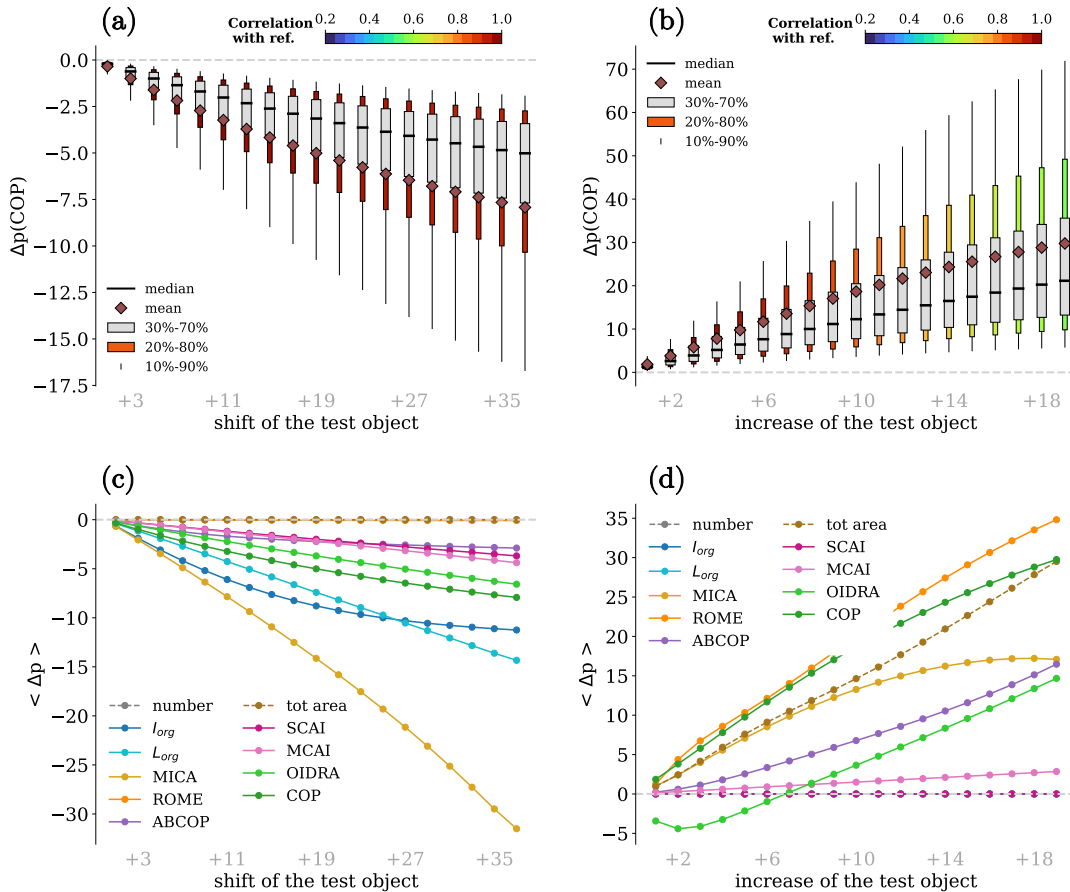 (a)
Correlation
with ref.
0.2
0.4
0.6
0.8
1.0
0.0
−2.5
−5.0
−7.5
−10.0
−12.5
−15.0
−17.5
Δp(COP)
median
mean
30%-70%
20%-80%
10%-90%
+3
+11
+19
+27
+35
shift of the test object
(b)
Correlation
with ref.
0.2
0.4
0.6
0.8
1.0
70
60
50
40
30
20
10
0
Δp(COP)
median
mean
30%-70%
20%-80%
10%-90%
+2
+6
+10
+14
+18
increase of the test object
(c)
0
−5
−10
−15
−20
−25
−30
< Δp >
number
I_org
L_org
MICA
ROME
ABCOP
tot area
SCAI
MCAI
OIDRA
COP
+3
+11
+19
+27
+35
shift of the test object
(d)
35
30
25
20
15
10
5
0
−5
< Δp >
number
I_org
L_org
MICA
ROME
ABCOP
tot area
SCAI
MCAI
OIDRA
COP
+2
+6
+10
+14
+18
increase of the test object